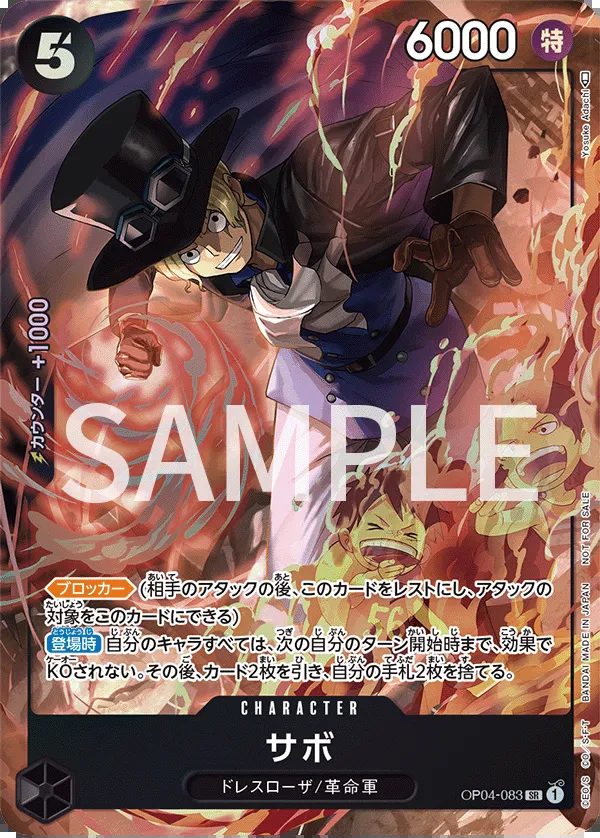 5
6000 特
Yosuke Adachi
カウンター +1000
SAMPLE
ブロッカー (相手のアタックの後、このカードをレストにし、アタックの
対象をこのカードにできる)
登場時 自分のキャラすべては、次の自分のターン開始時まで、効果で
KOされない。その後、カード2枚を引き、自分の手札2枚を捨てる。
CHARACTER
サボ
ドレスローザ/革命軍
OP04-083 SR 1
CEO/S CO/S・F・T BANDAI MADE IN JAPAN NOT FOR SALE